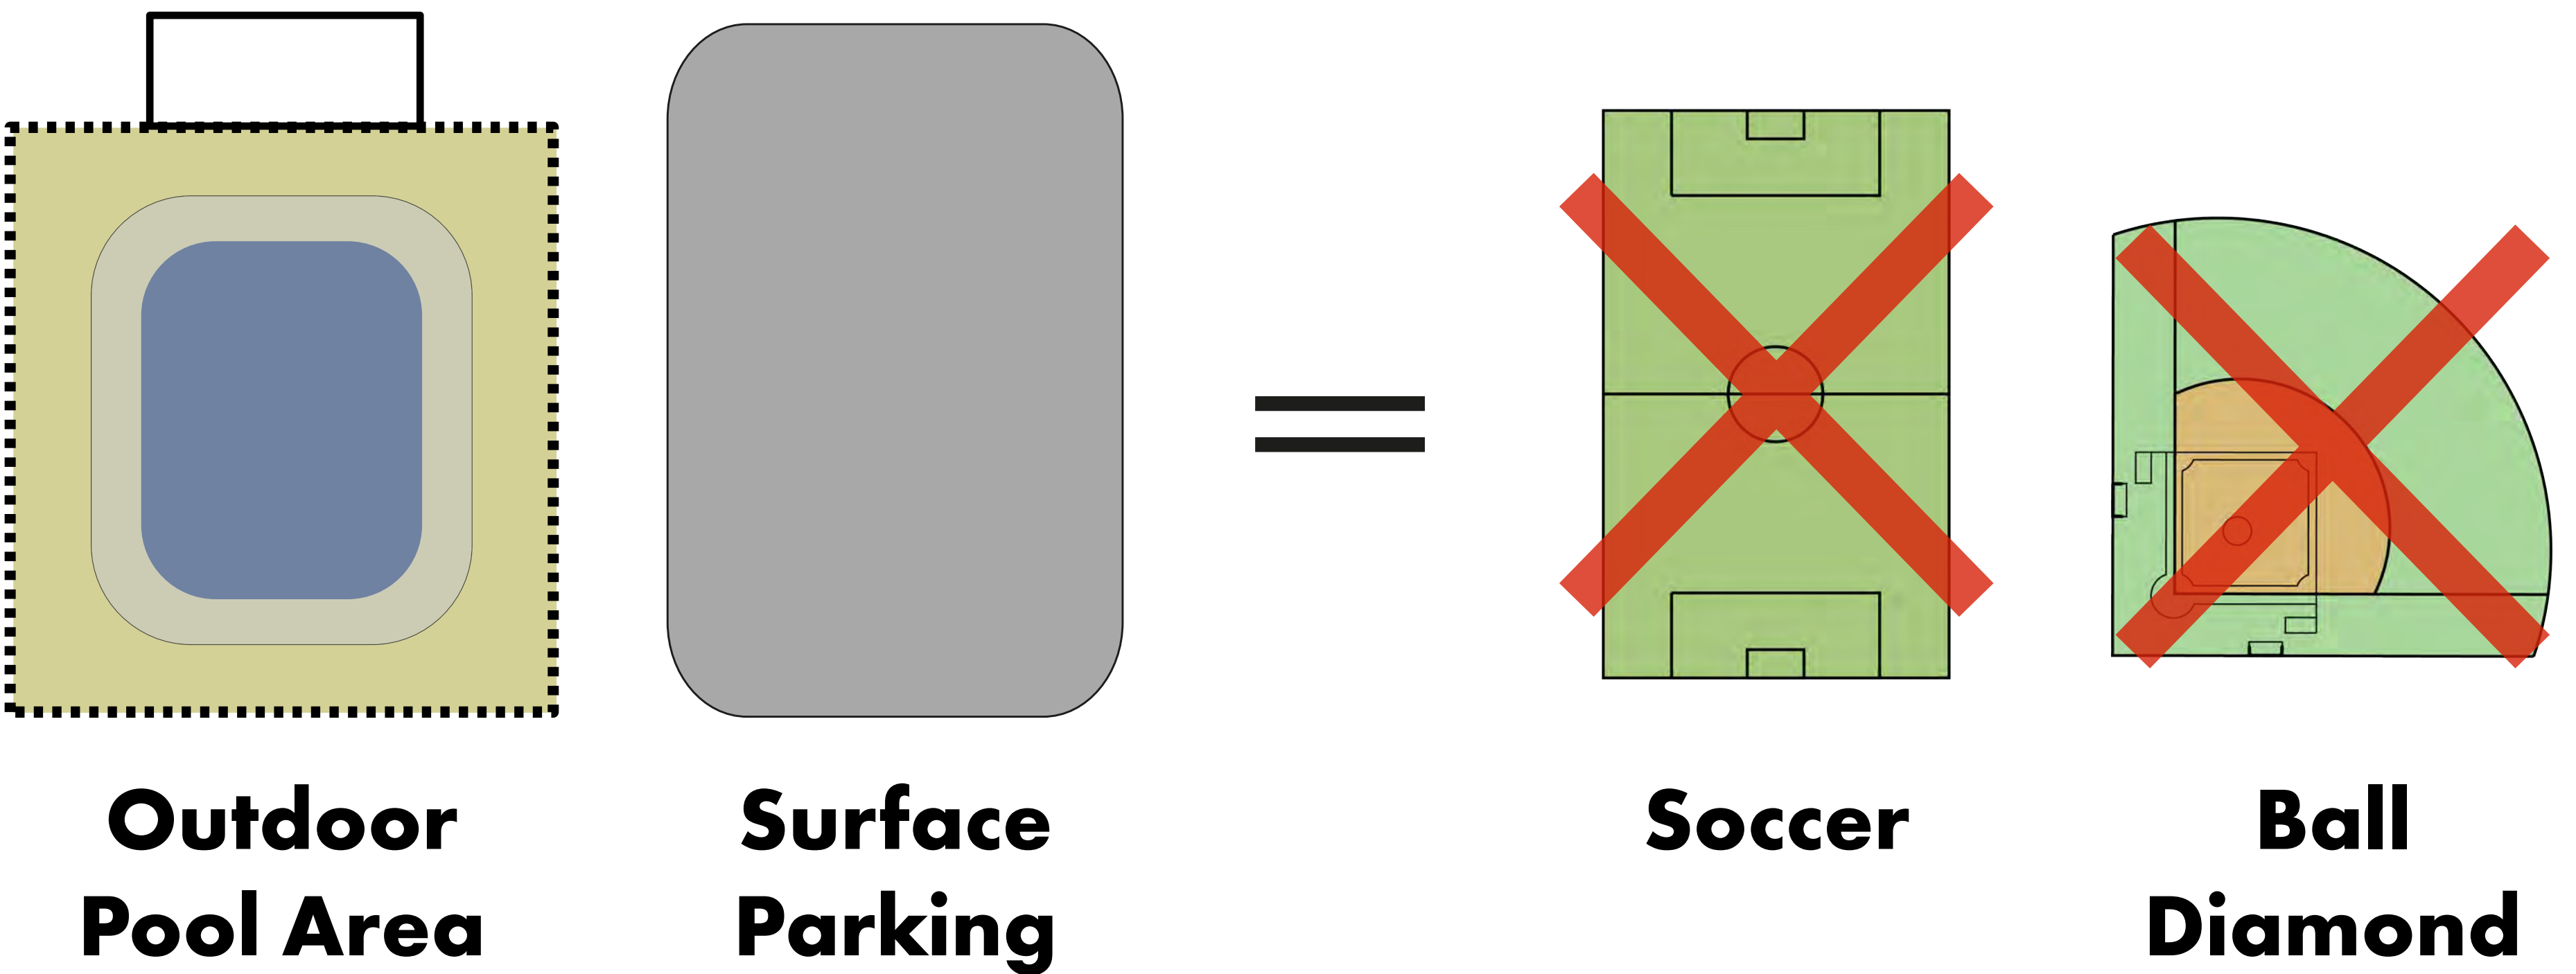 Outdoor
Pool Area
Surface
Parking
Soccer
Ball
Diamond